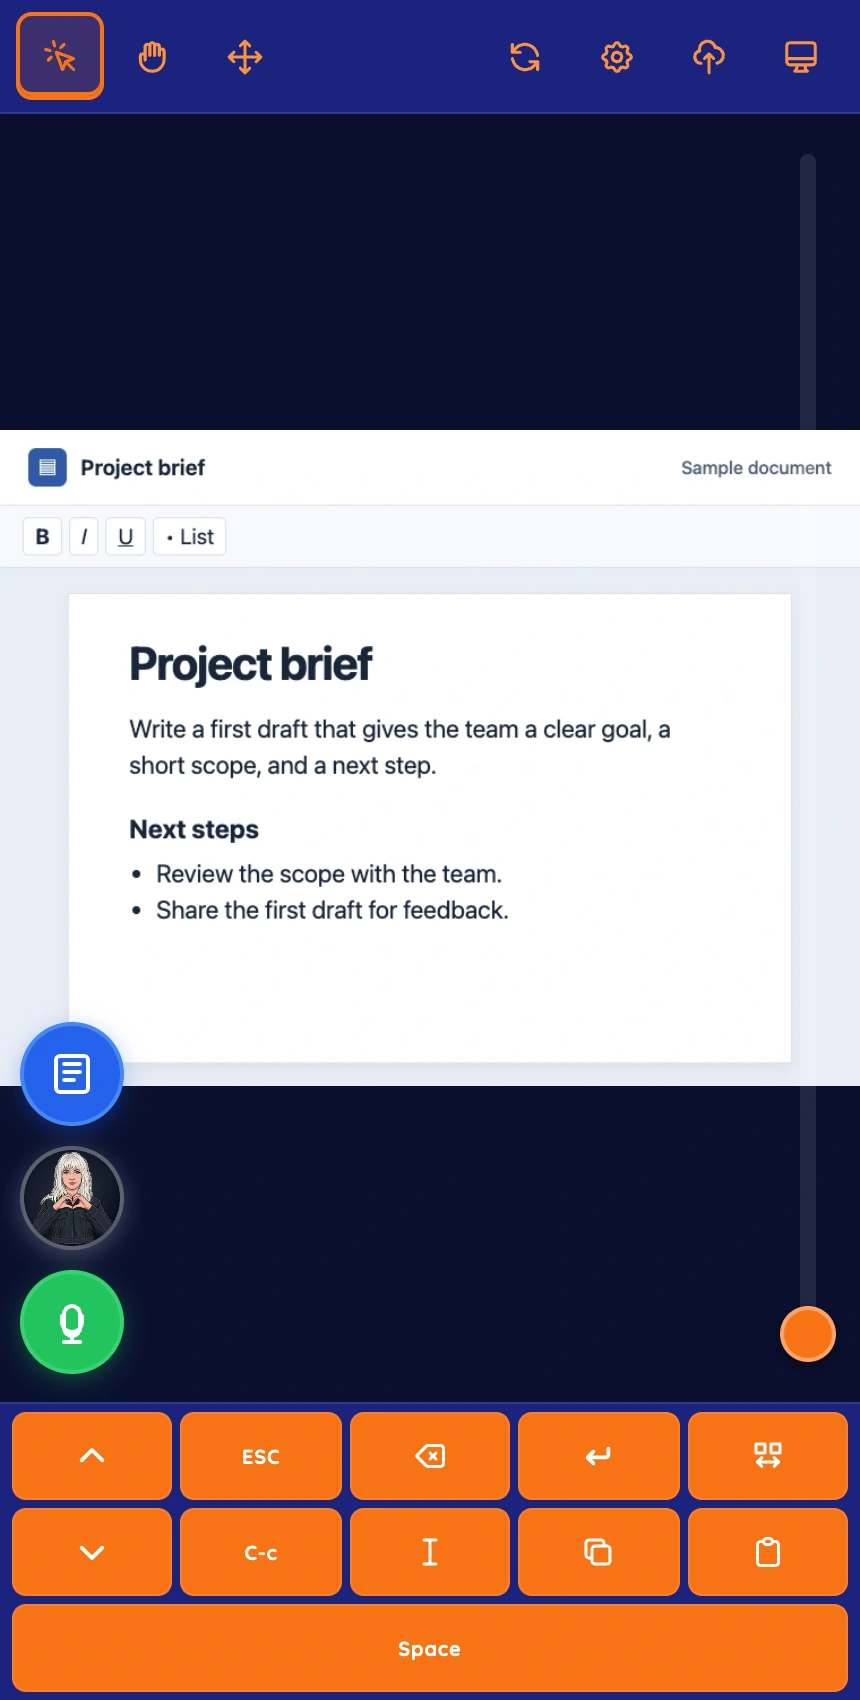 Project brief
Sample document
B I U • List
Project brief
Write a first draft that gives the team a clear goal, a
short scope, and a next step.
Next steps
• Review the scope with the team.
• Share the first draft for feedback.
ESC
C-c
Space